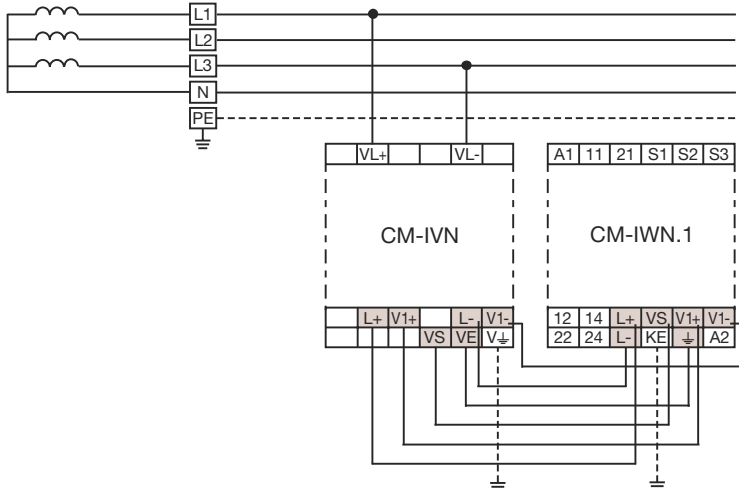 L1
L2
L3
N
PE
VL+ VL- A1 11 21 S1 S2 S3
CM-IVN CM-IWN.1
L+ V1+ L- V1- 12 14 L+ VS V1+ V1-
VS VE V⏚ 22 24 L- KE ⏚ A2